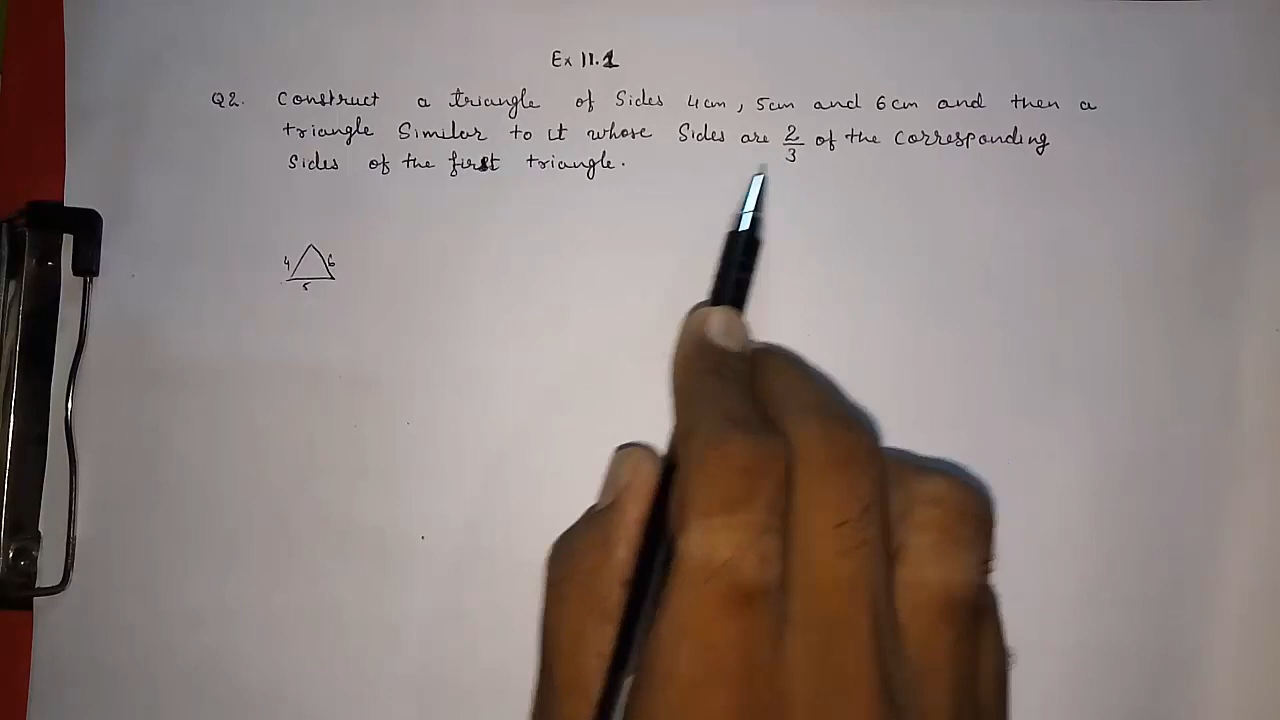 Ex 11.1
Q2. Construct a triangle of Sides 4cm, 5cm and 6cm and then a
triangle Similar to it whose Sides are 2/3 of the Corresponding
Sides of the first triangle.
4 6
5